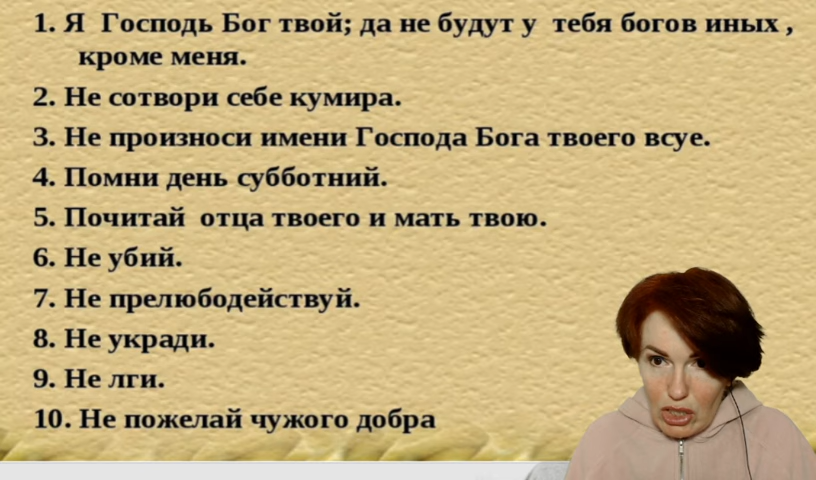 1. Я Господь Бог твой; да не будут у тебя богов иных ,
кроме меня.
2. Не сотвори себе кумира.
3. Не произноси имени Господа Бога твоего всуе.
4. Помни день субботний.
5. Почитай отца твоего и мать твою.
6. Не убий.
7. Не прелюбодействуй.
8. Не укради.
9. Не лги.
10. Не пожелай чужого добра